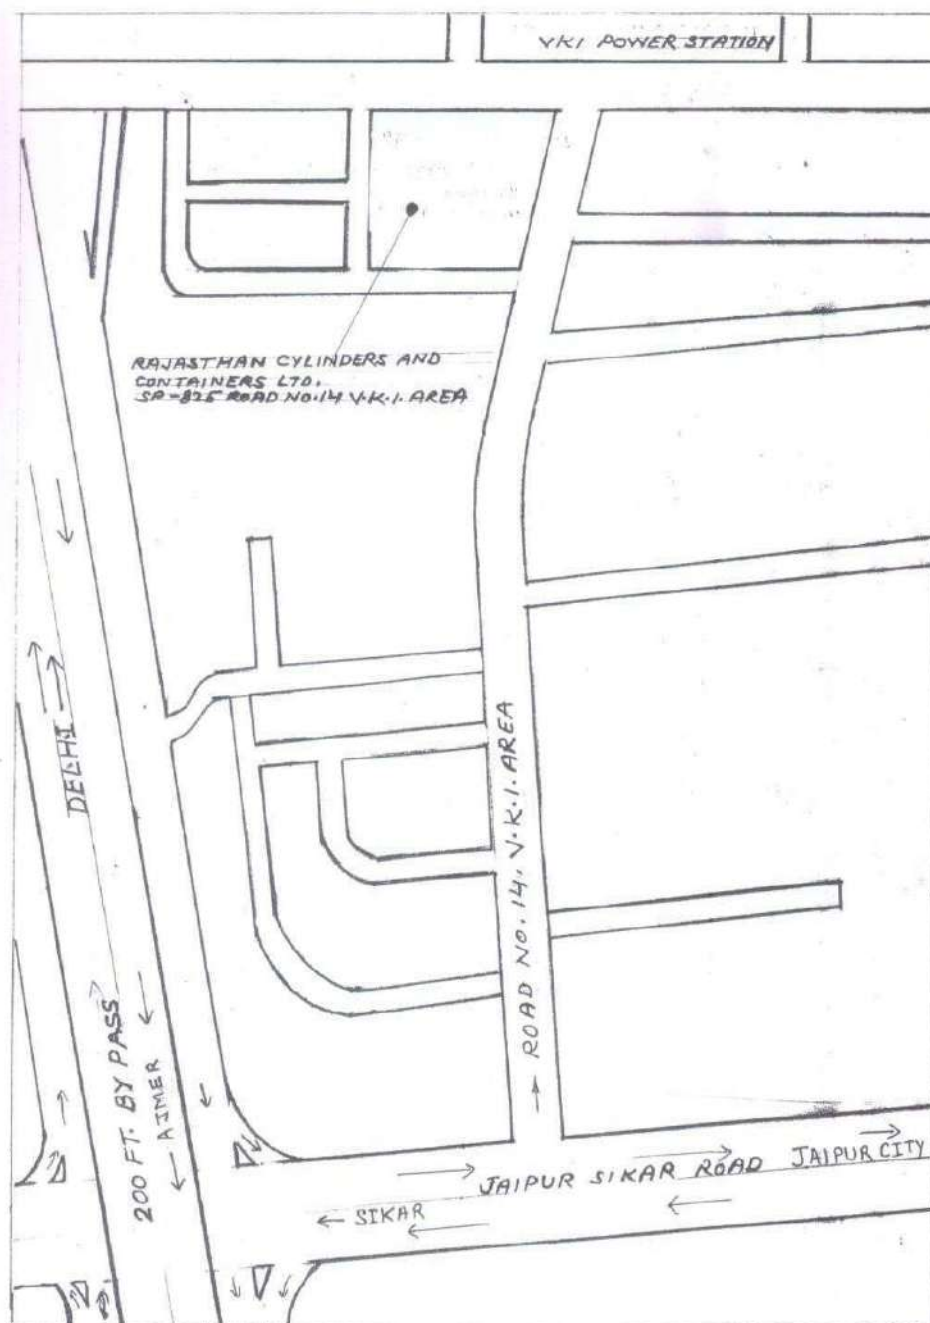 VKI POWER STATION
RAJASTHAN CYLINDERS AND
CONTAINERS LTD.
SP-825 ROAD NO.14 V.K.I. AREA
DELHI
ROAD NO. 14. V.K.I. AREA
200 FT. BY PASS
AJMER
JAIPUR SIKAR ROAD
JAIPUR CITY
SIKAR